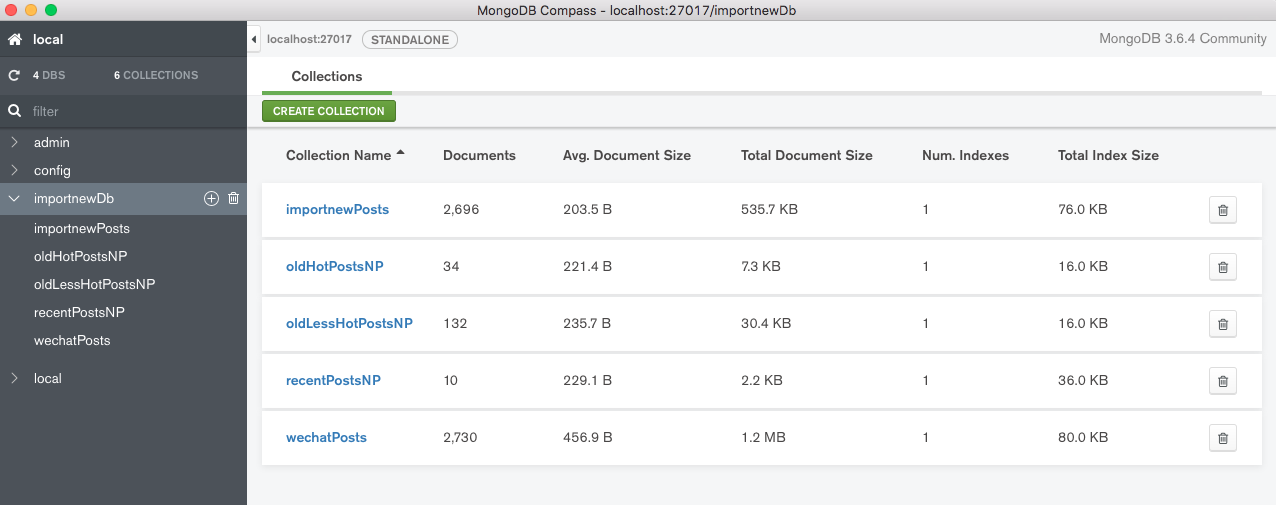 MongoDB Compass - localhost:27017/importnewDb
local
4 DBS 6 COLLECTIONS
filter
admin
config
importnewDb
importnewPosts
oldHotPostsNP
oldLessHotPostsNP
recentPostsNP
wechatPosts
local
localhost:27017 STANDALONE MongoDB 3.6.4 Community
Collections
CREATE COLLECTION
Collection Name Documents Avg. Document Size Total Document Size Num. Indexes Total Index Size
importnewPosts 2,696 203.5 B 535.7 KB 1 76.0 KB
oldHotPostsNP 34 221.4 B 7.3 KB 1 16.0 KB
oldLessHotPostsNP 132 235.7 B 30.4 KB 1 16.0 KB
recentPostsNP 10 229.1 B 2.2 KB 1 36.0 KB
wechatPosts 2,730 456.9 B 1.2 MB 1 80.0 KB